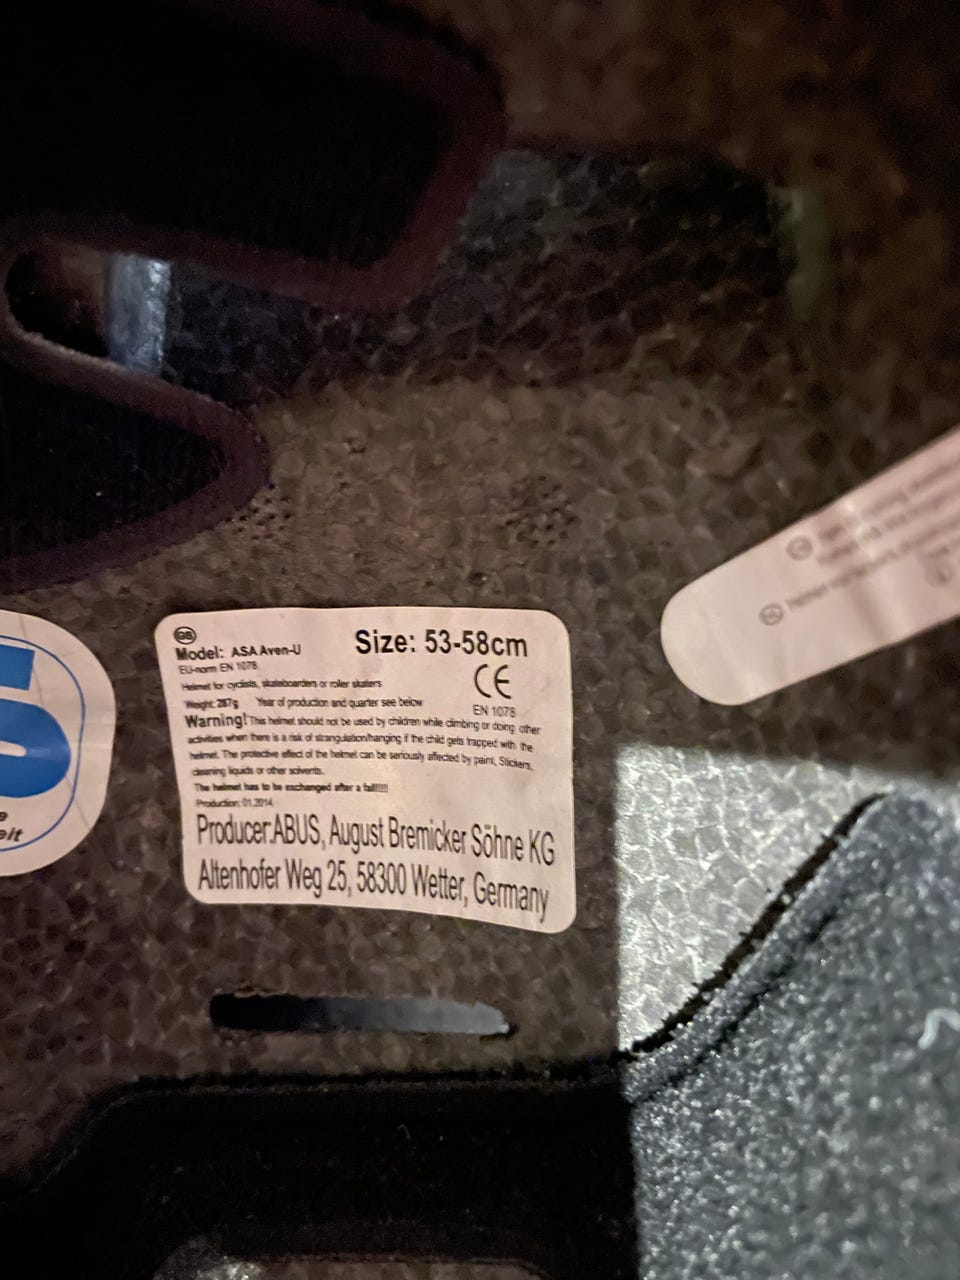 GB
Model: ASA Aven-U
Size: 53-58cm
EU-norm EN 1078
CE
Helmet for cyclists, skateboarders or roller skaters
Weight: 287g Year of production and quarter see below
EN 1078
Warning! This helmet should not be used by children while climbing or doing other
activities when there is a risk of strangulation/hanging if the child gets trapped with the
helmet. The protective effect of the helmet can be seriously affected by paint, Stickers,
cleaning liquids or other solvents.
The helmet has to be exchanged after a fall!!!!!
Production: 01.2014
Producer:ABUS, August Bremicker Söhne KG
Altenhofer Weg 25, 58300 Wetter, Germany
S